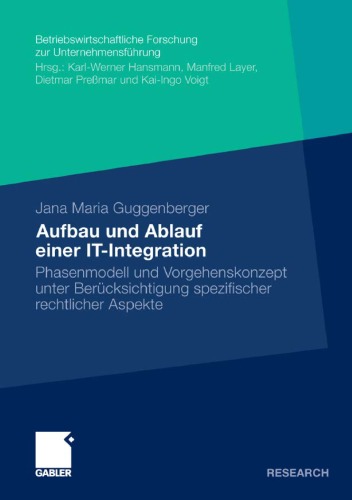 Betriebswirtschaftliche Forschung
zur Unternehmensführung
Hrsg.: Karl-Werner Hansmann, Manfred Layer,
Dietmar Preßmar und Kai-Ingo Voigt
Jana Maria Guggenberger
Aufbau und Ablauf
einer IT-Integration
Phasenmodell und Vorgehenskonzept
unter Berücksichtigung spezifischer
rechtlicher Aspekte
GABLER
RESEARCH